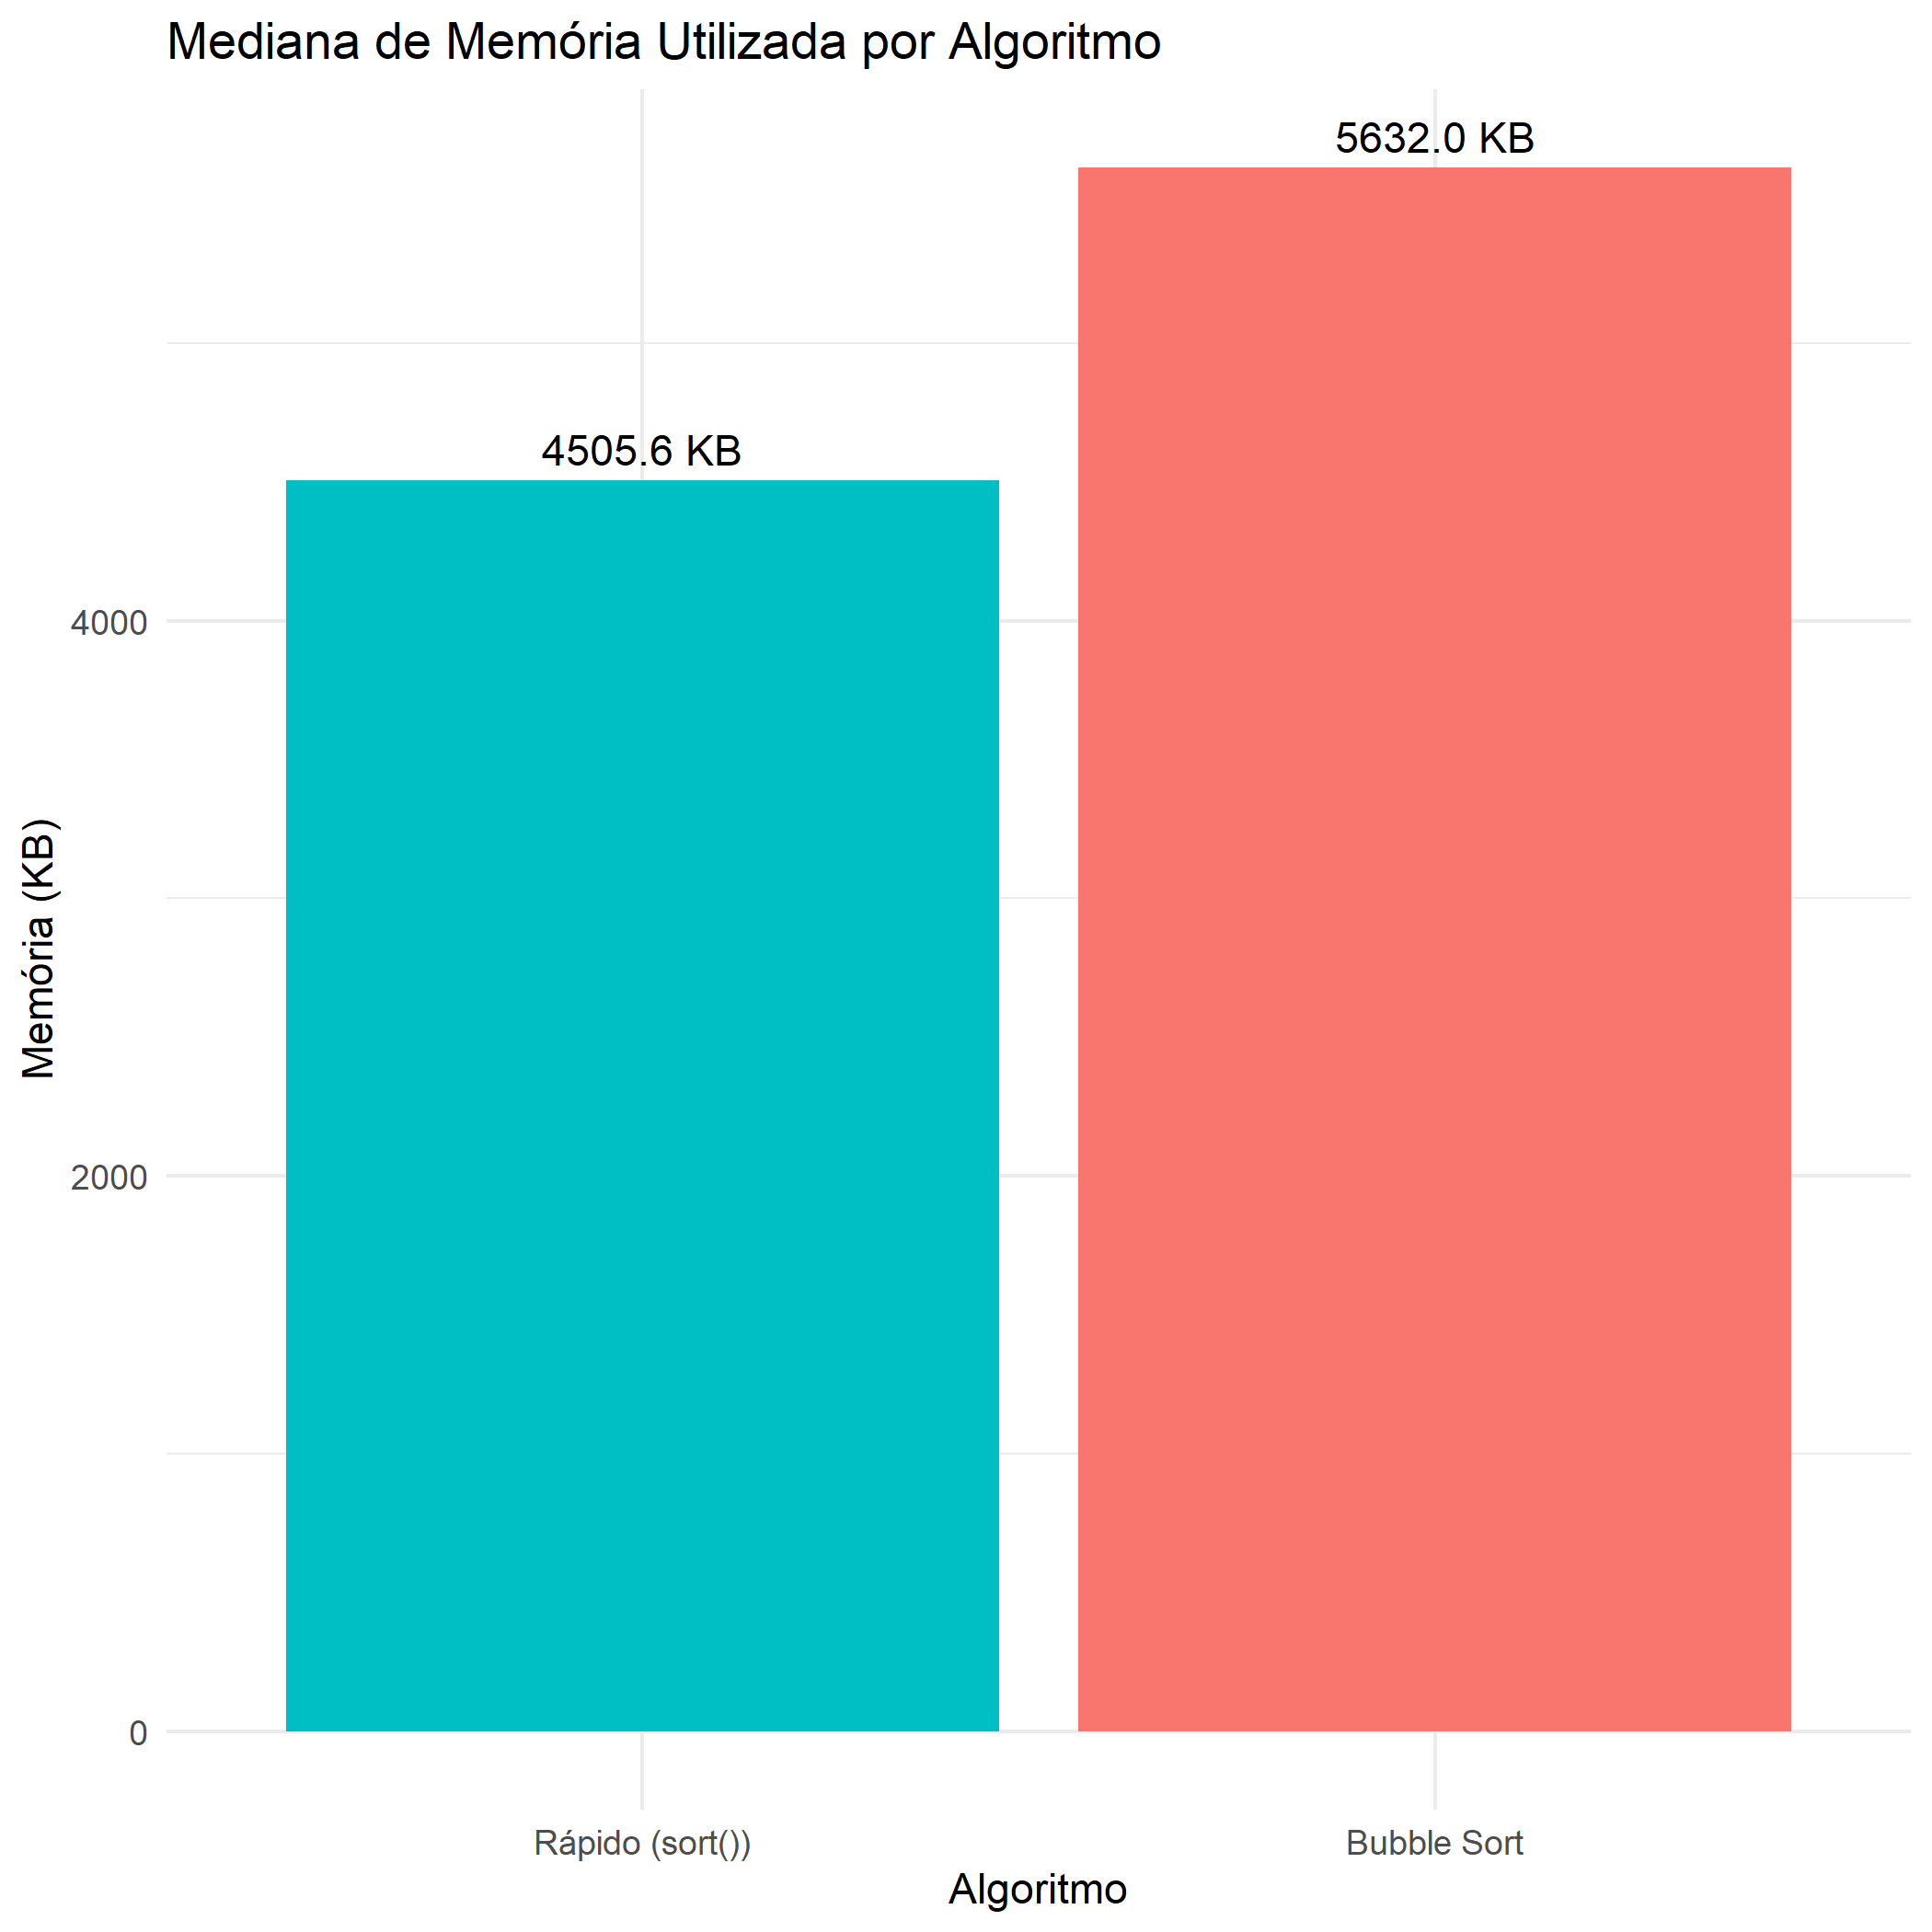 Mediana de Memória Utilizada por Algoritmo
5632.0 KB
4505.6 KB
4000
2000
0
Memória (KB)
Rápido (sort())
Bubble Sort
Algoritmo